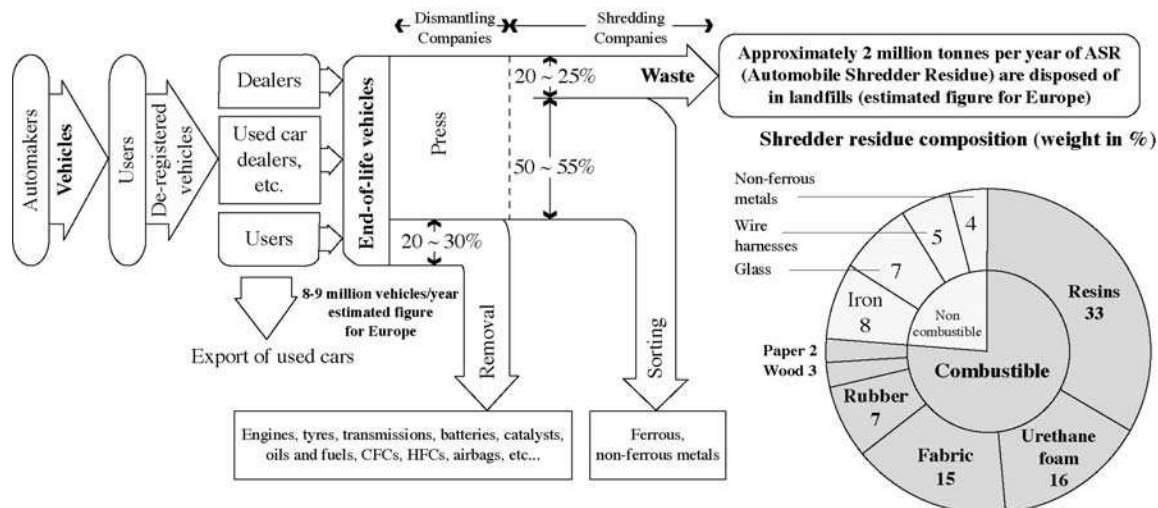 Dismantling
Companies
Shredding
Companies
Automakers
Vehicles
Users
De-registered
vehicles
Dealers
Used car
dealers,
etc.
Users
End-of-life vehicles
Press
20 ~ 25%
Waste
50 ~ 55%
20 ~ 30%
Approximately 2 million tonnes per year of ASR
(Automobile Shredder Residue) are disposed of
in landfills (estimated figure for Europe)
8-9 million vehicles/year
estimated figure
for Europe
Export of used cars
Removal
Sorting
Engines, tyres, transmissions, batteries, catalysts,
oils and fuels, CFCs, HFCs, airbags, etc...
Ferrous,
non-ferrous metals
Shredder residue composition (weight in %)
Non-ferrous
metals
4
Wire
harnesses
5
Glass
7
Iron
8
Non
combustible
Resins
33
Paper 2
Wood 3
Combustible
Rubber
7
Fabric
15
Urethane
foam
16